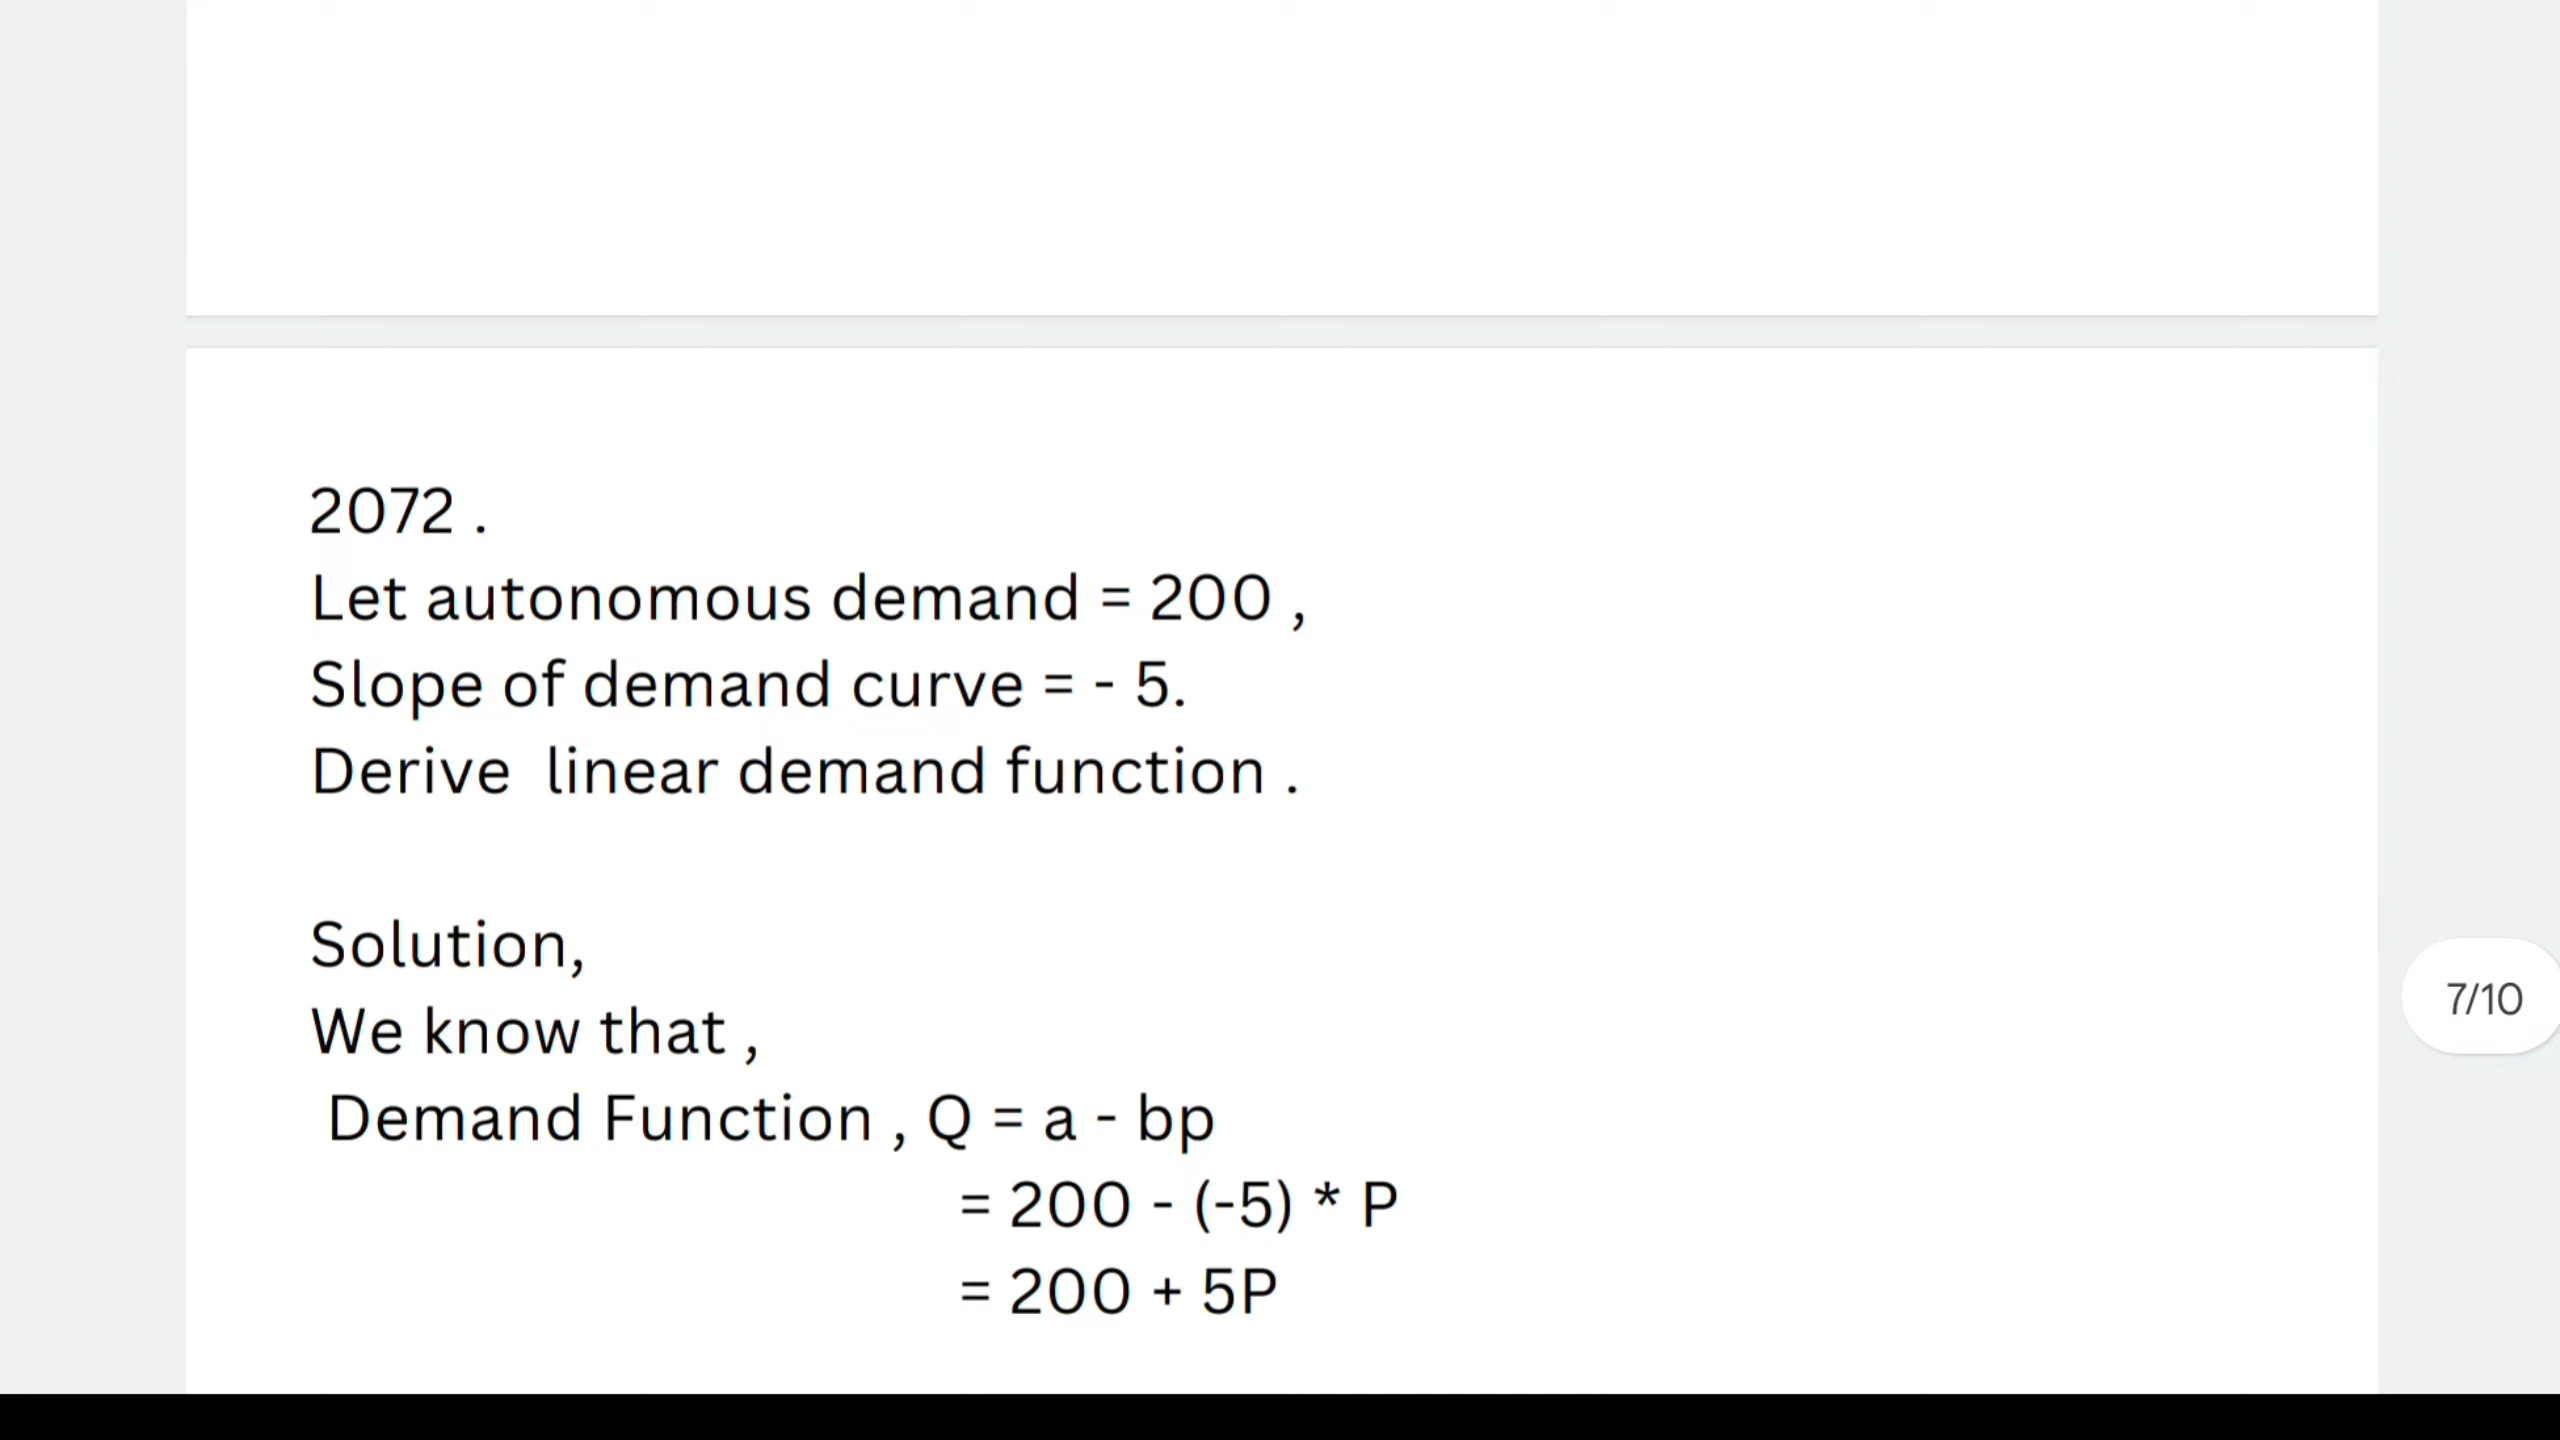 2072 .
Let autonomous demand = 200 ,
Slope of demand curve = - 5.
Derive linear demand function .
Solution,
We know that ,
Demand Function , Q = a - bp
= 200 - (-5) * P
= 200 + 5P
7/10